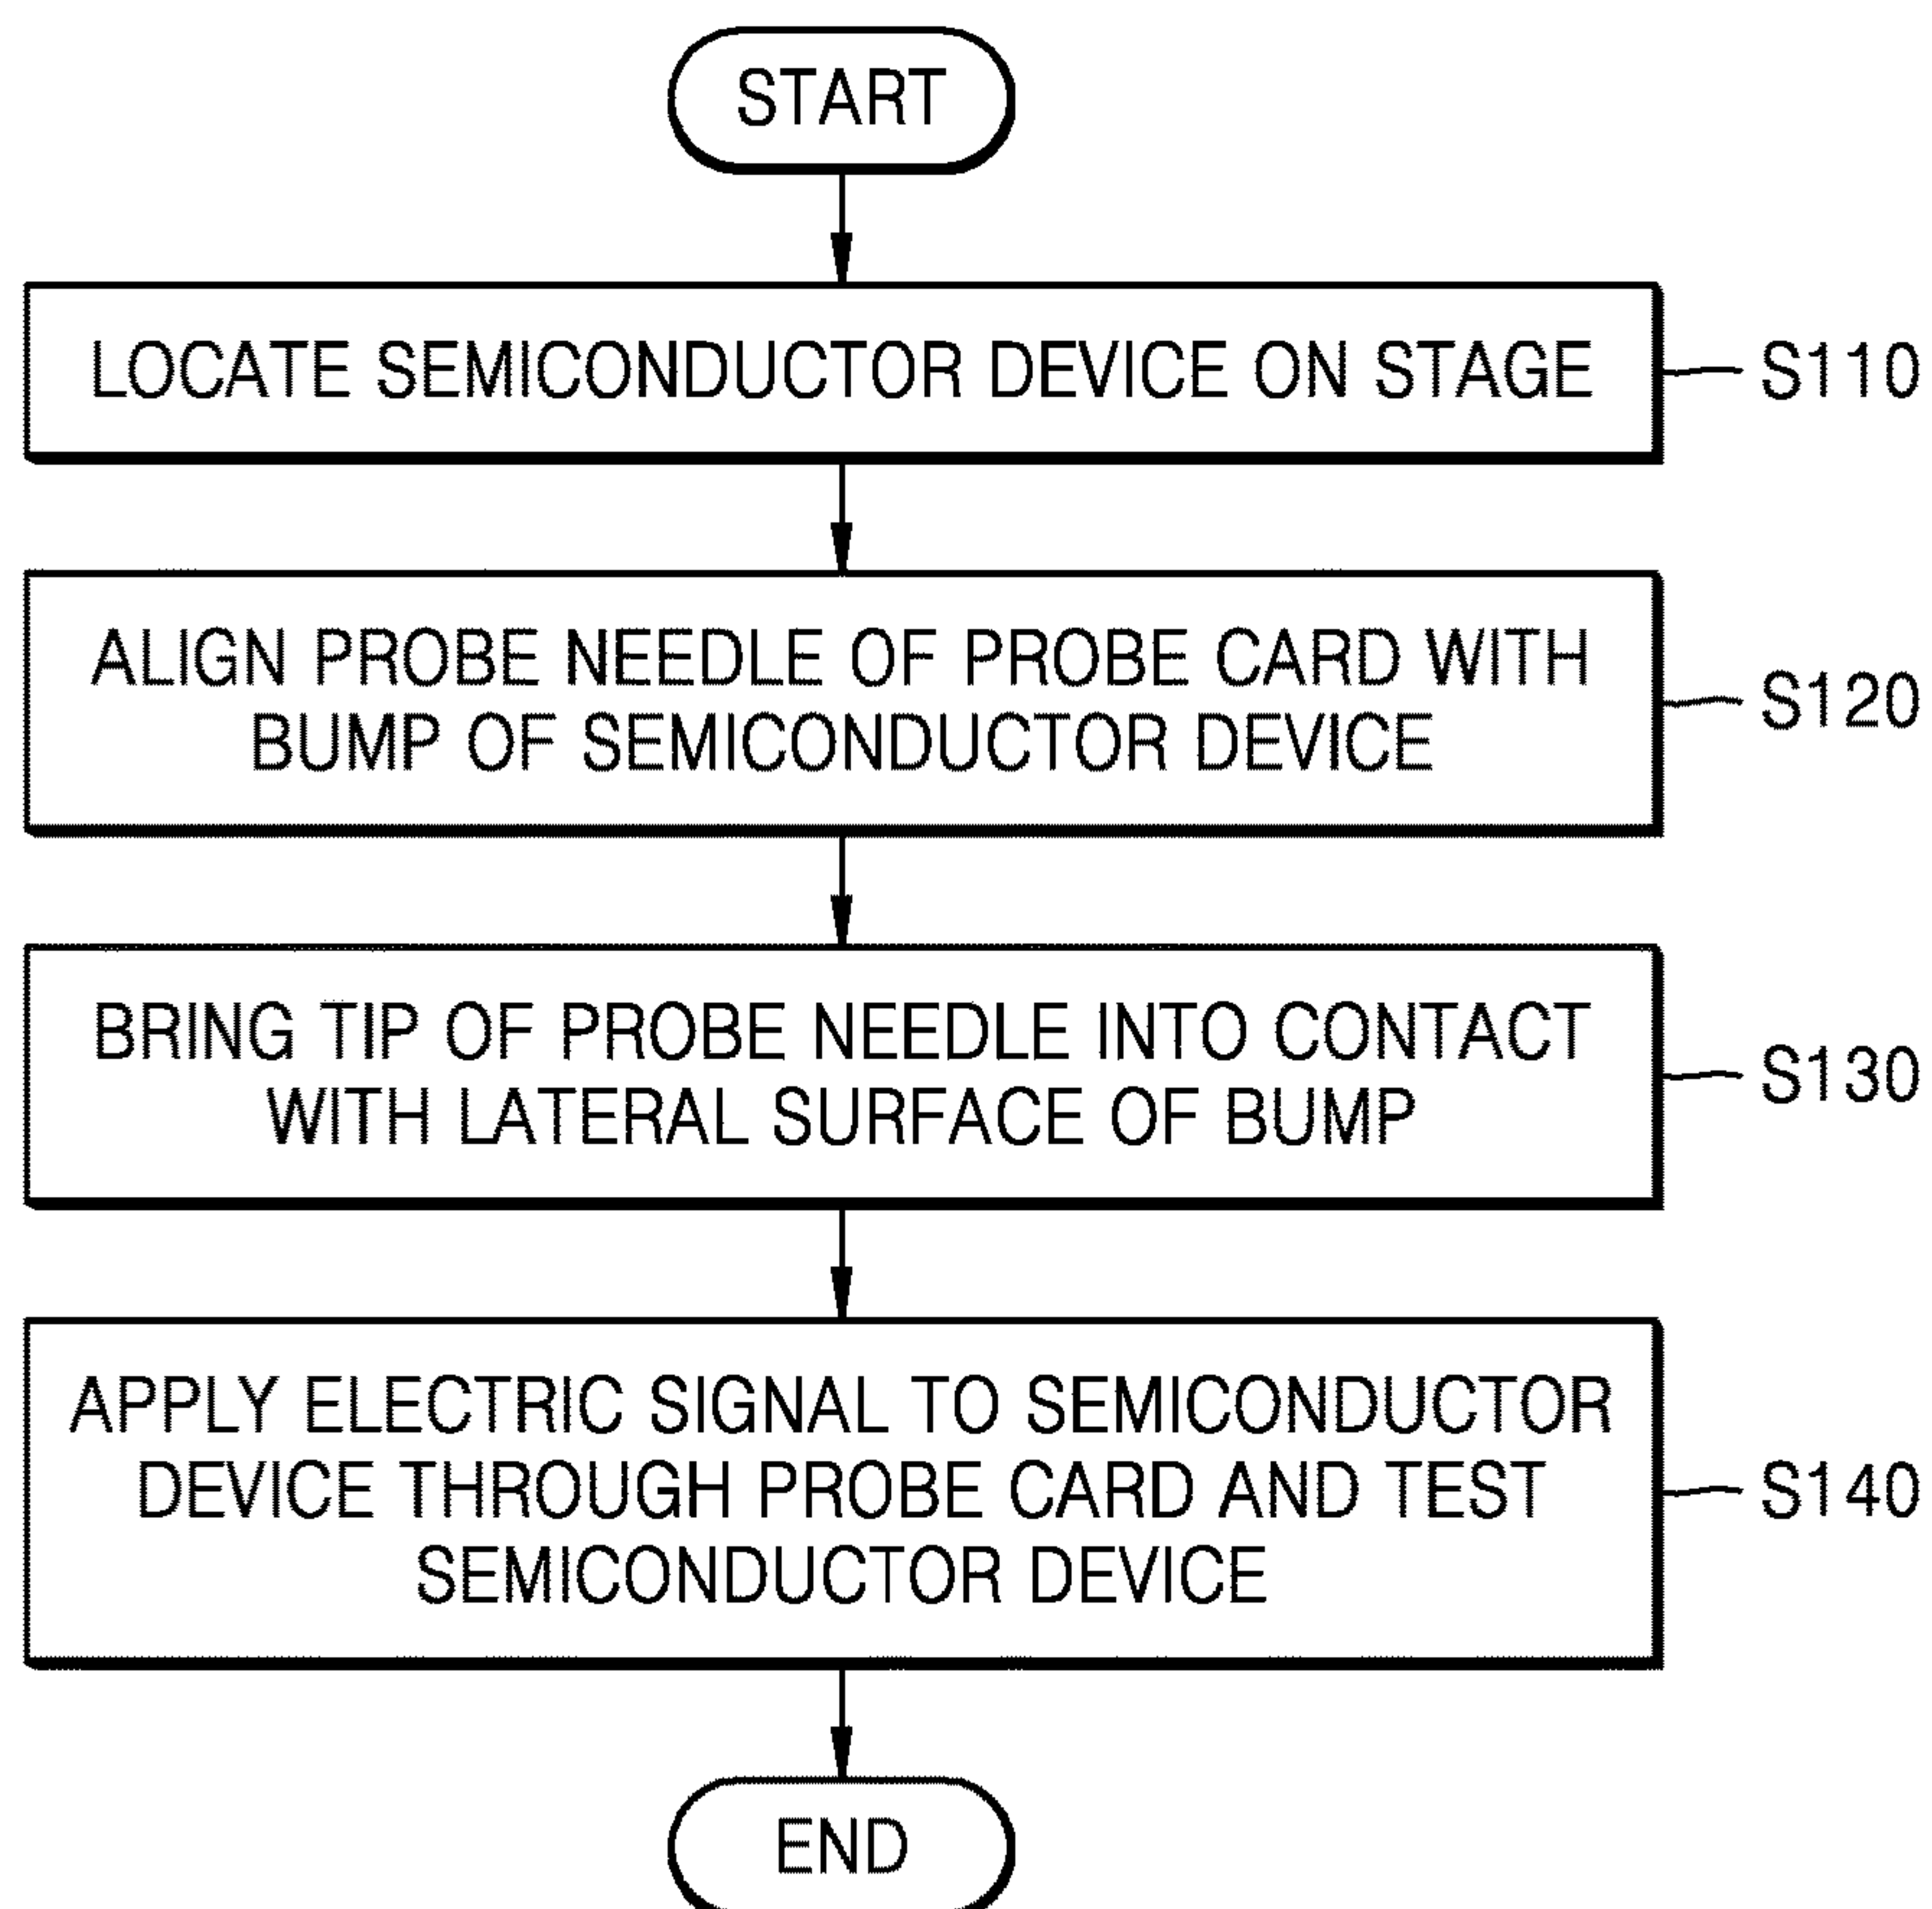 START
LOCATE SEMICONDUCTOR DEVICE ON STAGE
S110
ALIGN PROBE NEEDLE OF PROBE CARD WITH
BUMP OF SEMICONDUCTOR DEVICE
S120
BRING TIP OF PROBE NEEDLE INTO CONTACT
WITH LATERAL SURFACE OF BUMP
S130
APPLY ELECTRIC SIGNAL TO SEMICONDUCTOR
DEVICE THROUGH PROBE CARD AND TEST
SEMICONDUCTOR DEVICE
S140
END